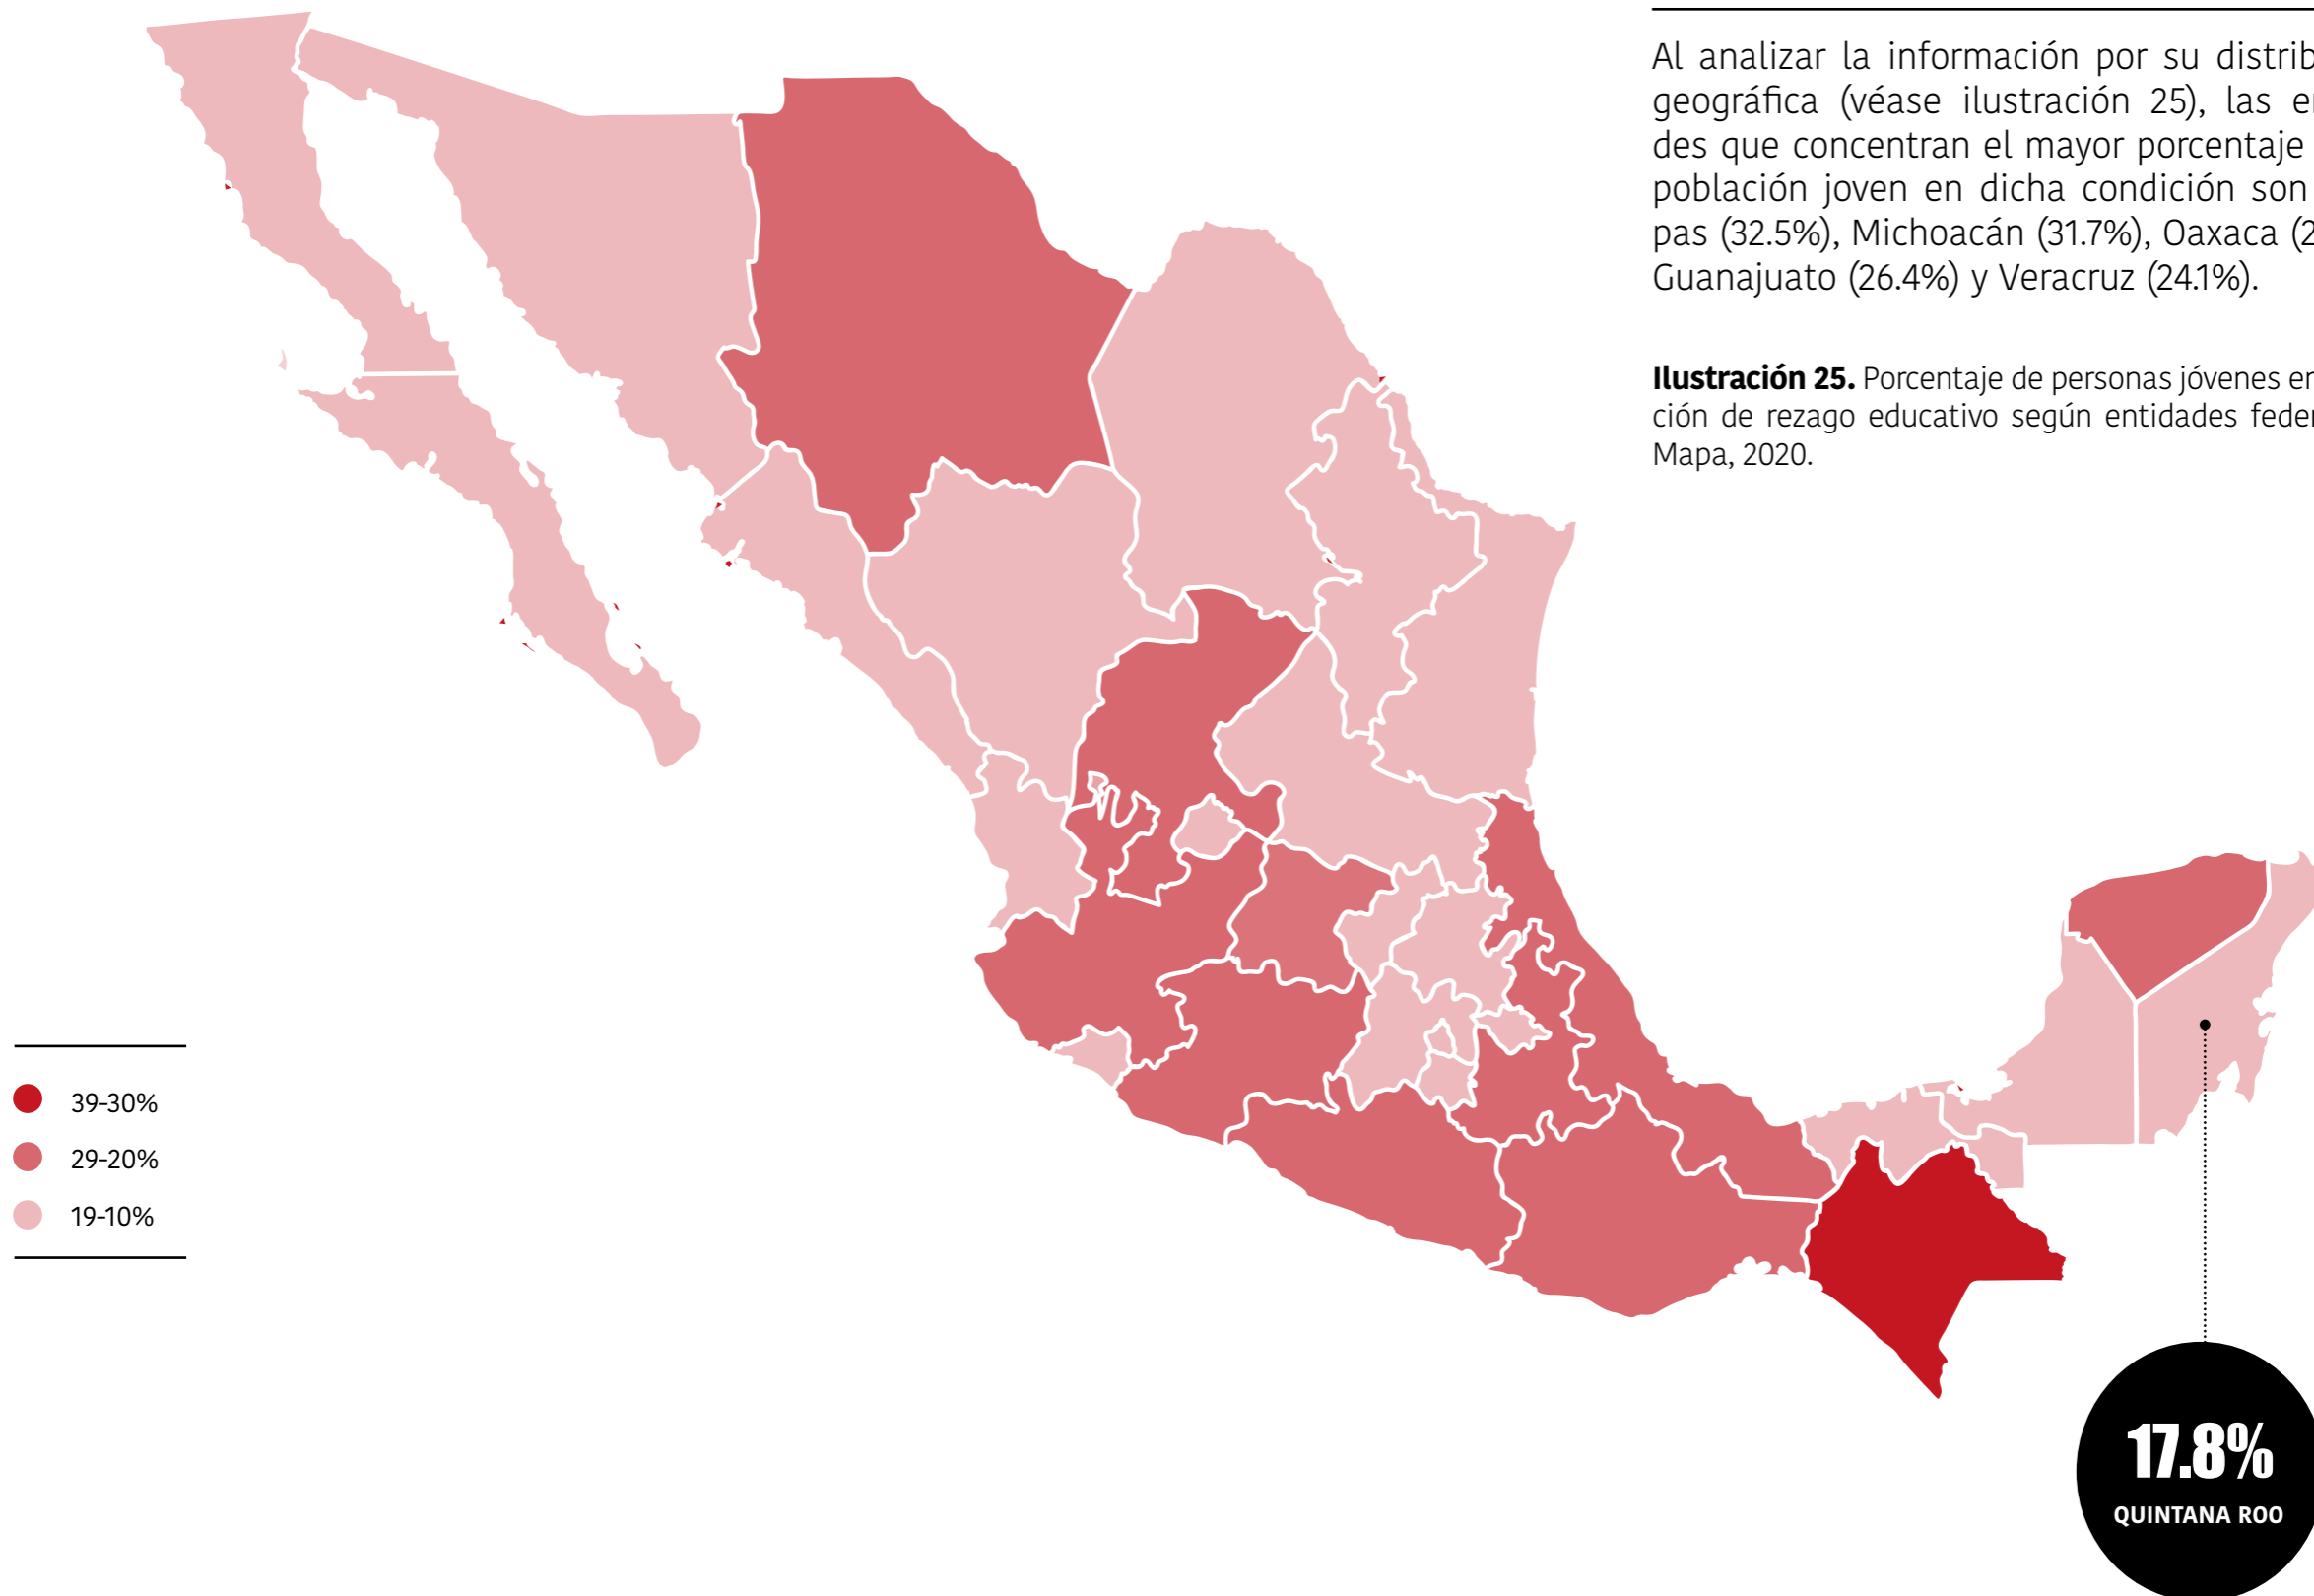 Al analizar la información por su distrib
geográfica (véase ilustración 25), las en
des que concentran el mayor porcentaje
población joven en dicha condición son
pas (32.5%), Michoacán (31.7%), Oaxaca (2
Guanajuato (26.4%) y Veracruz (24.1%).
Ilustración 25. Porcentaje de personas jóvenes en
ción de rezago educativo según entidades feder
Mapa, 2020.
39-30%
29-20%
19-10%
17.8%
QUINTANA ROO